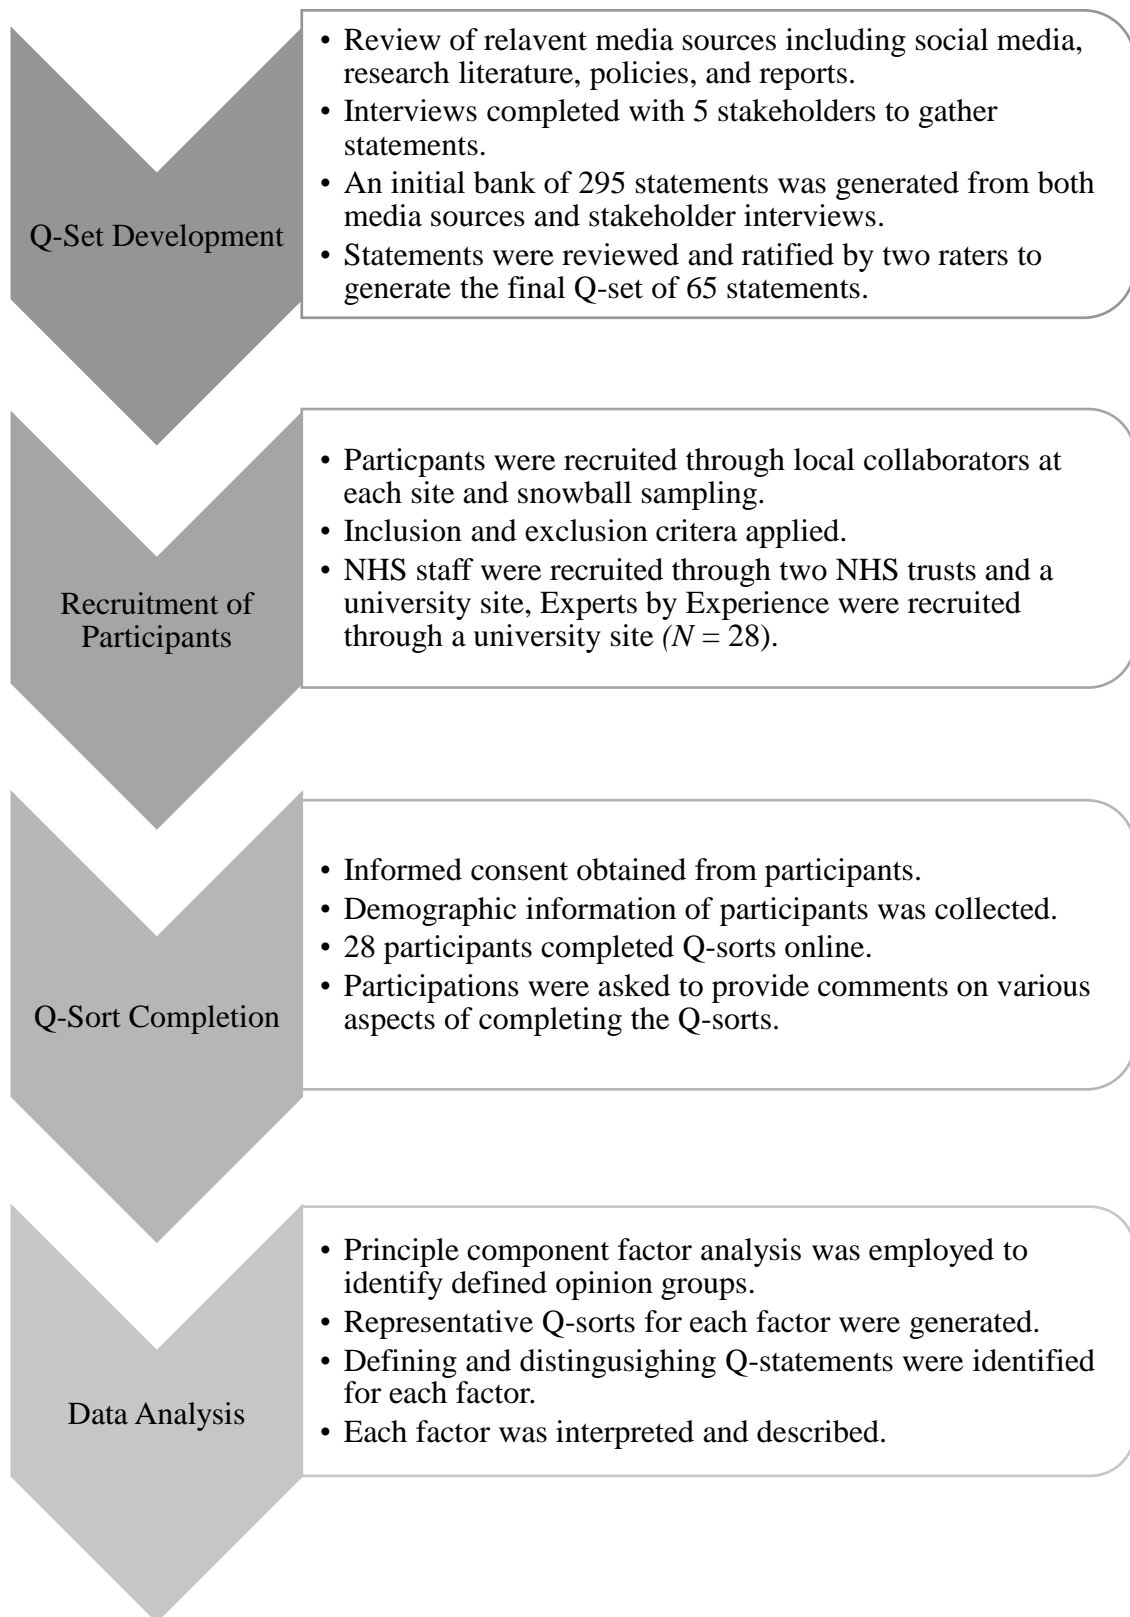 • Review of relavent media sources including social media,
research literature, policies, and reports.
• Interviews completed with 5 stakeholders to gather
statements.
• An initial bank of 295 statements was generated from both
media sources and stakeholder interviews.
• Statements were reviewed and ratified by two raters to
generate the final Q-set of 65 statements.
Q-Set Development
• Particpants were recruited through local collaborators at
each site and snowball sampling.
• Inclusion and exclusion critera applied.
• NHS staff were recruited through two NHS trusts and a
university site, Experts by Experience were recruited
through a university site (N = 28).
Recruitment of
Participants
• Informed consent obtained from participants.
• Demographic information of participants was collected.
• 28 participants completed Q-sorts online.
• Participations were asked to provide comments on various
aspects of completing the Q-sorts.
Q-Sort Completion
• Principle component factor analysis was employed to
identify defined opinion groups.
• Representative Q-sorts for each factor were generated.
• Defining and distingusighing Q-statements were identified
for each factor.
• Each factor was interpreted and described.
Data Analysis